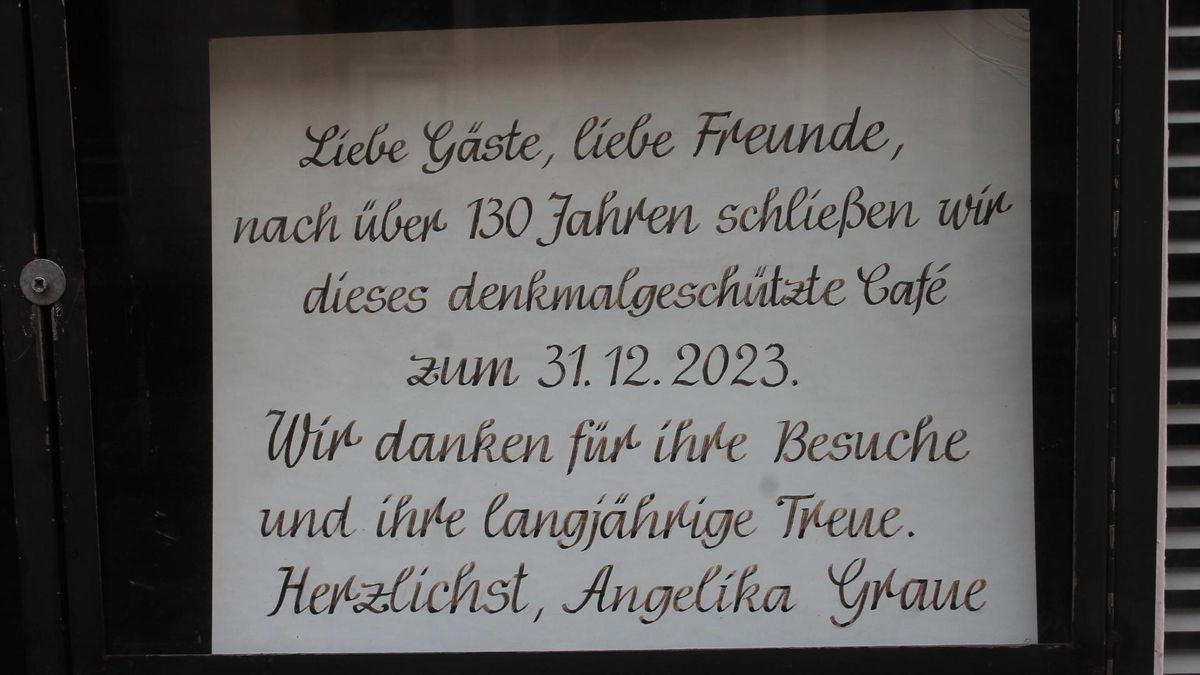 Liebe Gäste, liebe Freunde,
nach über 130 Jahren schließen wir
dieses denkmalgeschützte Café
zum 31. 12. 2023.
Wir danken für ihre Besuche
und ihre langjährige Treue.
Herzlichst, Angelika Graue